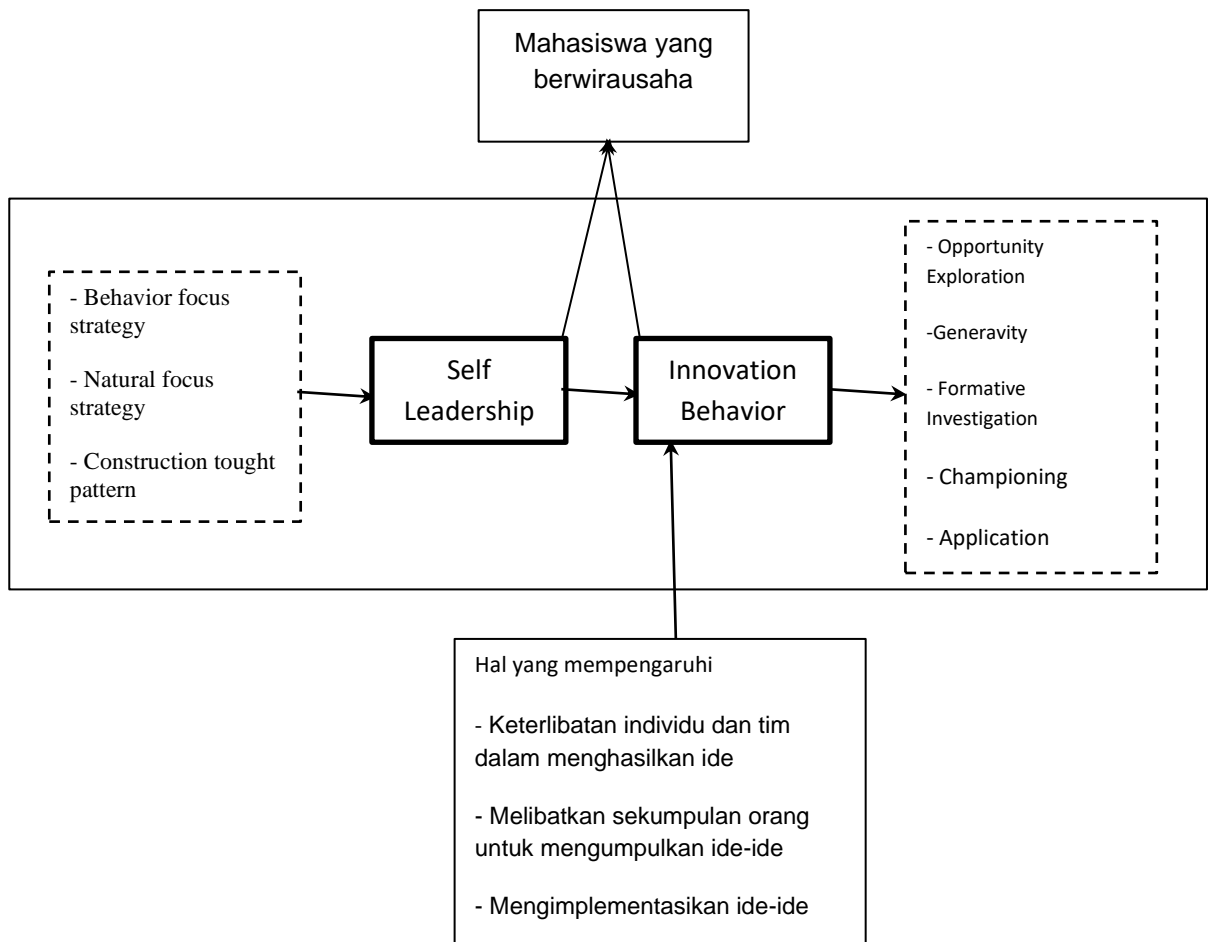 Mahasiswa yang
berwirausaha
- Behavior focus
strategy
- Natural focus
strategy
- Construction tought
pattern
Self
Leadership
Innovation
Behavior
- Opportunity
Exploration
-Generavity
- Formative
Investigation
- Championing
- Application
Hal yang mempengaruhi
- Keterlibatan individu dan tim
dalam menghasilkan ide
- Melibatkan sekumpulan orang
untuk mengumpulkan ide-ide
- Mengimplementasikan ide-ide